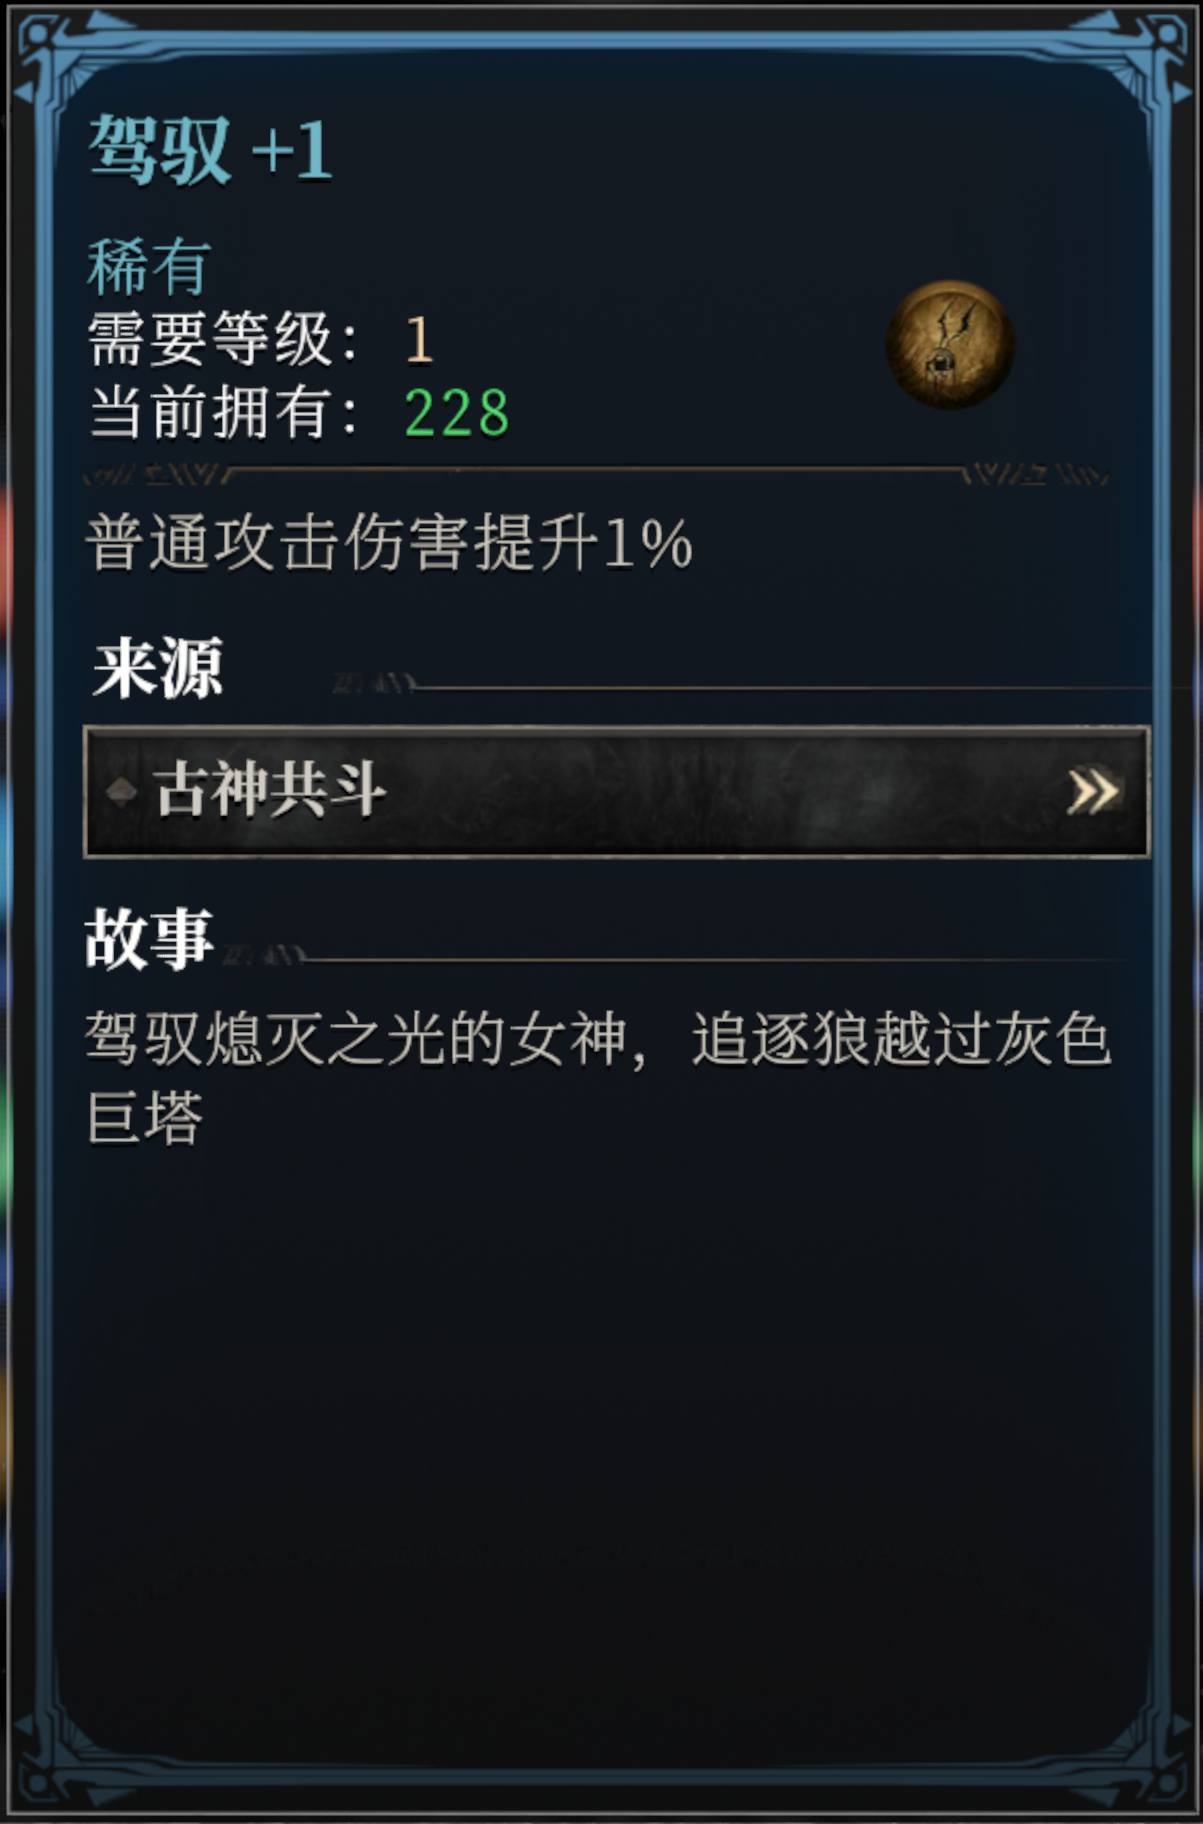 驾驭 +1
稀有
需要等级： 1
当前拥有： 228
普通攻击伤害提升1%
来源
古神共斗
故事
驾驭熄灭之光的女神，追逐狼越过灰色
巨塔